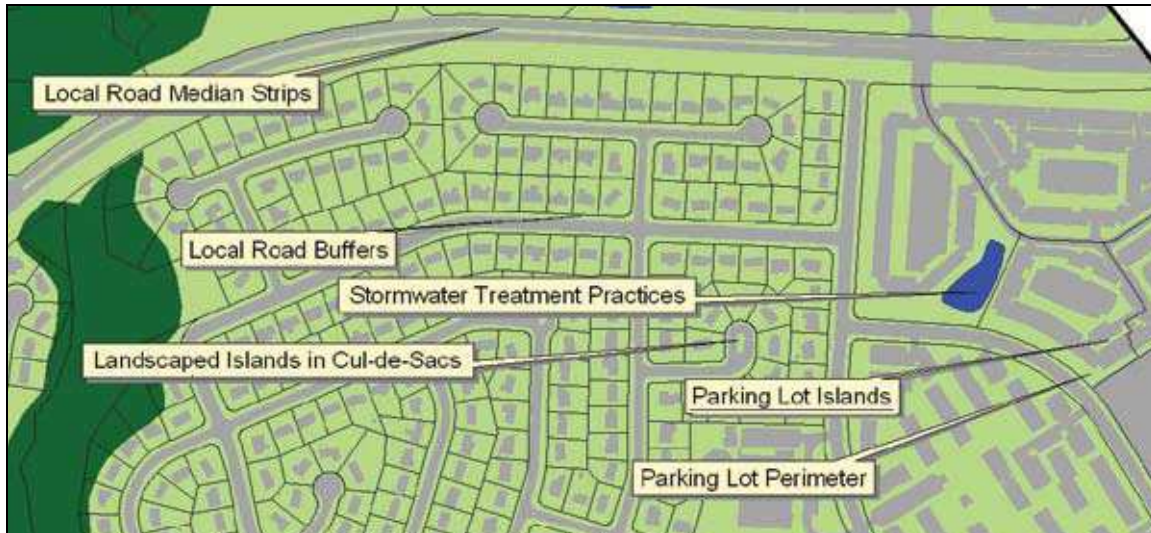 Local Road Median Strips
Local Road Buffers
Stormwater Treatment Practices
Landscaped Islands in Cul-de-Sacs
Parking Lot Islands
Parking Lot Perimeter